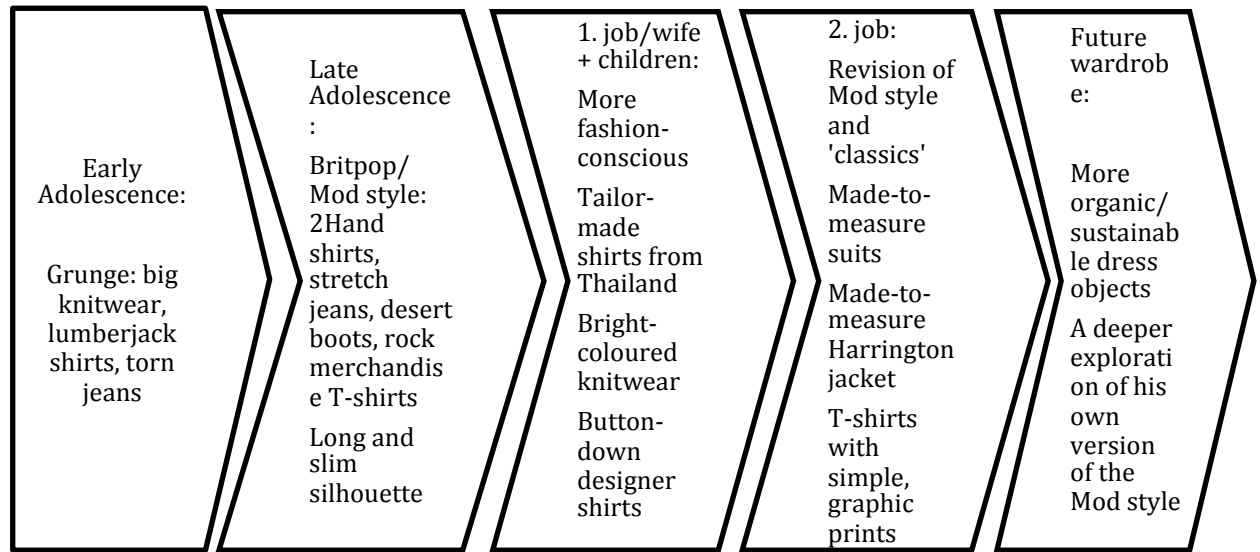 Early
Adolescence:
Grunge: big
knitwear,
lumberjack
shirts, torn
jeans
Late
Adolescence
:
Britpop/
Mod style:
2Hand
shirts,
stretch
jeans, desert
boots, rock
merchandis
e T-shirts
Long and
slim
silhouette
1. job/wife
+ children:
More
fashion-
conscious
Tailor-
made
shirts from
Thailand
Bright-
coloured
knitwear
Button-
down
designer
shirts
2. job:
Revision of
Mod style
and
'classics'
Made-to-
measure
suits
Made-to-
measure
Harrington
jacket
T-shirts
with
simple,
graphic
prints
Future
wardrob
e:
More
organic/
sustainab
le dress
objects
A deeper
explorati
on of his
own
version
of the
Mod style